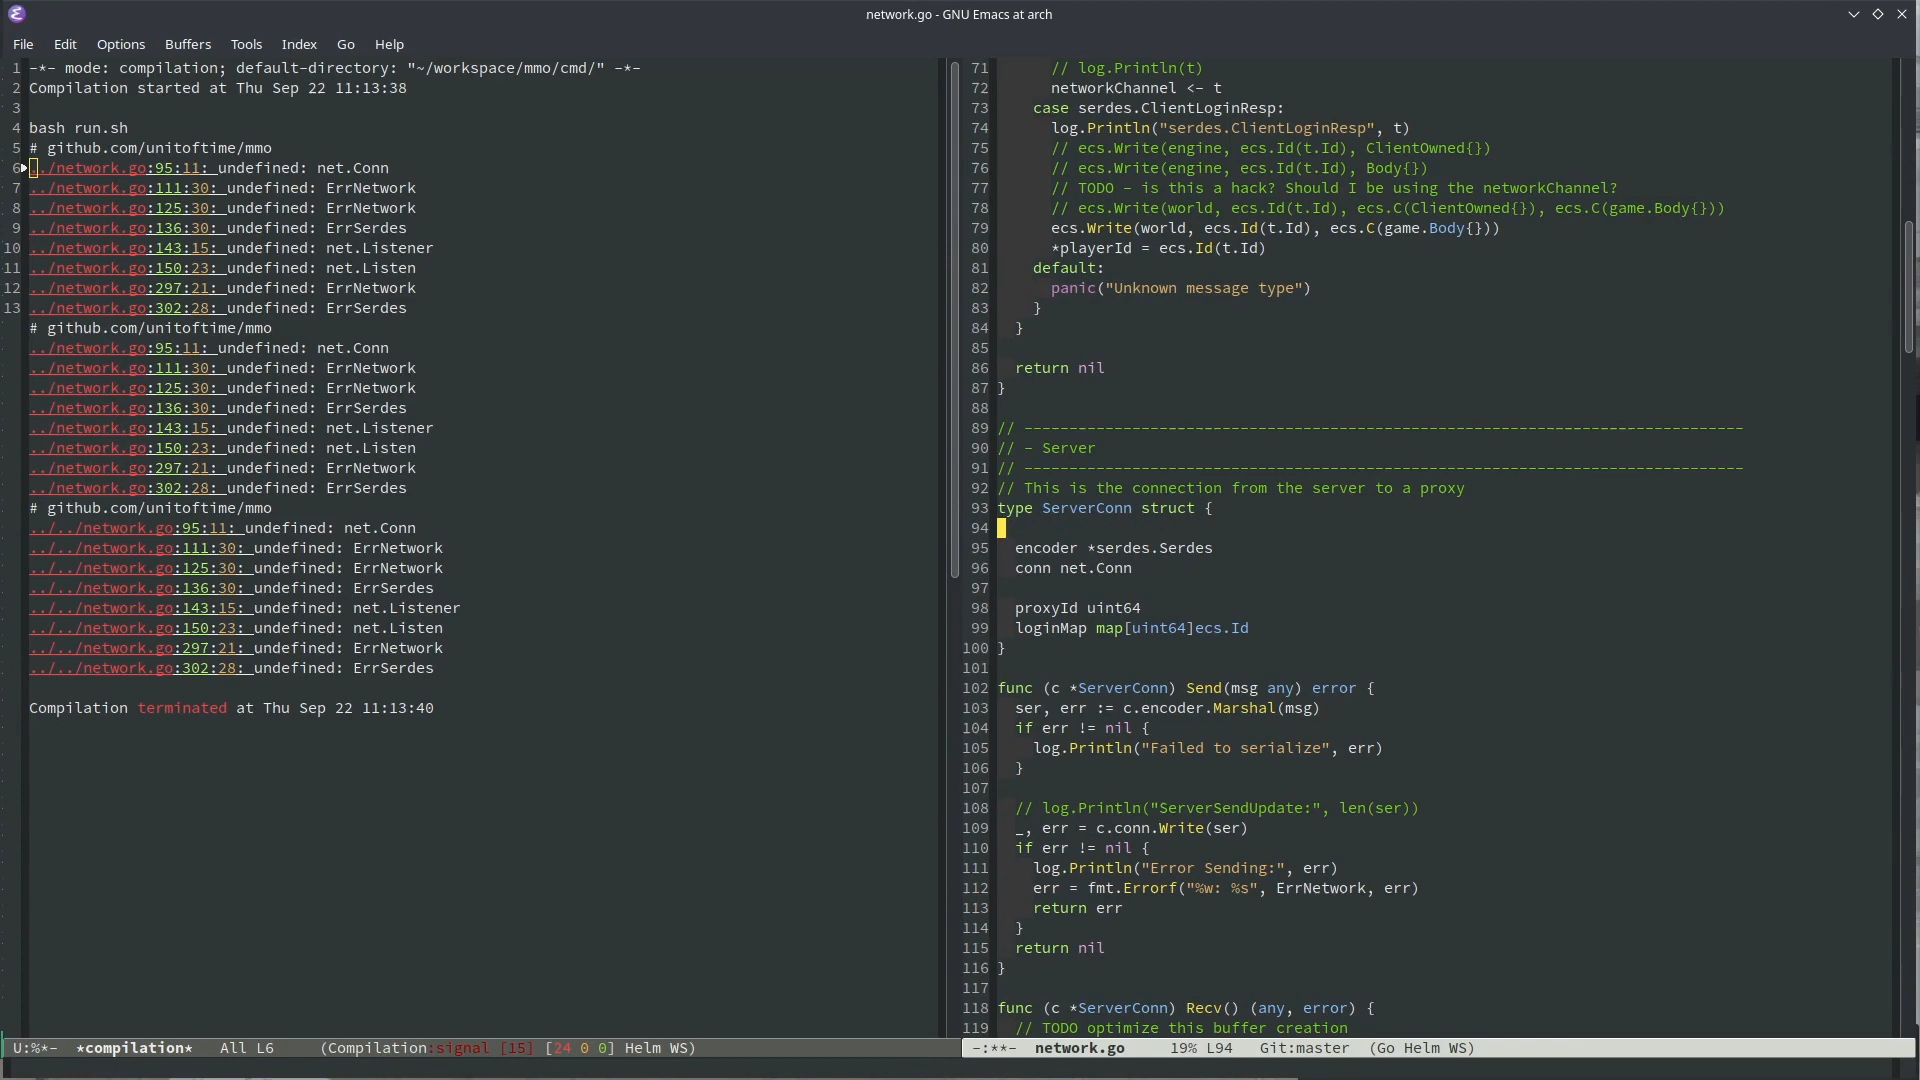 network.go - GNU Emacs at arch
File Edit Options Buffers Tools Index Go Help
1 -*- mode: compilation; default-directory: "~/workspace/mmo/cmd/" -*-
2 Compilation started at Thu Sep 22 11:13:38
3
4 bash run.sh
5 # github.com/unitoftime/mmo
6 ../network.go:95:11: undefined: net.Conn
7 ../network.go:111:30: undefined: ErrNetwork
8 ../network.go:125:30: undefined: ErrNetwork
9 ../network.go:136:30: undefined: ErrSerdes
10 ../network.go:143:15: undefined: net.Listener
11 ../network.go:150:23: undefined: net.Listen
12 ../network.go:297:21: undefined: ErrNetwork
13 ../network.go:302:28: undefined: ErrSerdes
# github.com/unitoftime/mmo
../network.go:95:11: undefined: net.Conn
../network.go:111:30: undefined: ErrNetwork
../network.go:125:30: undefined: ErrNetwork
../network.go:136:30: undefined: ErrSerdes
../network.go:143:15: undefined: net.Listener
../network.go:150:23: undefined: net.Listen
../network.go:297:21: undefined: ErrNetwork
../network.go:302:28: undefined: ErrSerdes
# github.com/unitoftime/mmo
../../network.go:95:11: undefined: net.Conn
../../network.go:111:30: undefined: ErrNetwork
../../network.go:125:30: undefined: ErrNetwork
../../network.go:136:30: undefined: ErrSerdes
../../network.go:143:15: undefined: net.Listener
../../network.go:150:23: undefined: net.Listen
../../network.go:297:21: undefined: ErrNetwork
../../network.go:302:28: undefined: ErrSerdes
Compilation terminated at Thu Sep 22 11:13:40
U:%*- *compilation* All L6 (Compilation:signal [15] [24 0 0] Helm WS)
71 // log.Println(t)
72 networkChannel <- t
73 case serdes.ClientLoginResp:
74 log.Println("serdes.ClientLoginResp", t)
75 // ecs.Write(engine, ecs.Id(t.Id), ClientOwned{})
76 // ecs.Write(engine, ecs.Id(t.Id), Body{})
77 // TODO - is this a hack? Should I be using the networkChannel?
78 // ecs.Write(world, ecs.Id(t.Id), ecs.C(ClientOwned{}), ecs.C(game.Body{}))
79 ecs.Write(world, ecs.Id(t.Id), ecs.C(game.Body{}))
80 *playerId = ecs.Id(t.Id)
81 default:
82 panic("Unknown message type")
83 }
84 }
85
86 return nil
87 }
88
89 // --------------------------------------------------------------------------------
90 // - Server
91 // --------------------------------------------------------------------------------
92 // This is the connection from the server to a proxy
93 type ServerConn struct {
94
95 encoder *serdes.Serdes
96 conn net.Conn
97
98 proxyId uint64
99 loginMap map[uint64]ecs.Id
100 }
101
102 func (c *ServerConn) Send(msg any) error {
103 ser, err := c.encoder.Marshal(msg)
104 if err != nil {
105 log.Println("Failed to serialize", err)
106 }
107
108 // log.Println("ServerSendUpdate:", len(ser))
109 _, err = c.conn.Write(ser)
110 if err != nil {
111 log.Println("Error Sending:", err)
112 err = fmt.Errorf("%w: %s", ErrNetwork, err)
113 return err
114 }
115 return nil
116 }
117
118 func (c *ServerConn) Recv() (any, error) {
119 // TODO optimize this buffer creation
-:**- network.go 19% L94 Git:master (Go Helm WS)